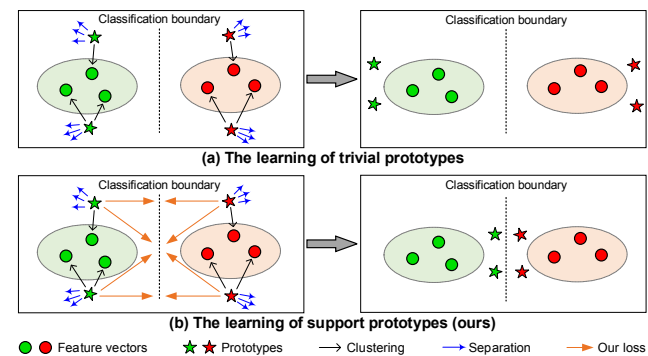 Classification boundary
Classification boundary
(a) The learning of trivial prototypes
Classification boundary
Classification boundary
(b) The learning of support prototypes (ours)
Feature vectors Prototypes Clustering Separation Our loss